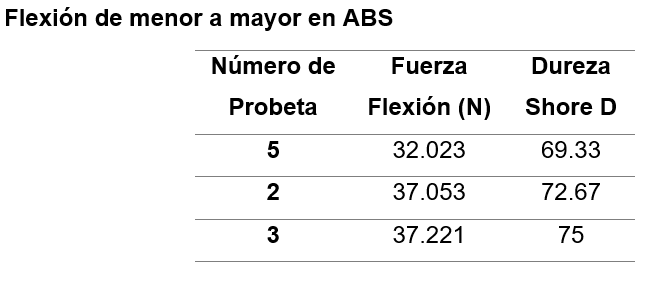 Flexión de menor a mayor en ABS
Número de Probeta Fuerza Flexión (N) Dureza Shore D
5 32.023 69.33
2 37.053 72.67
3 37.221 75